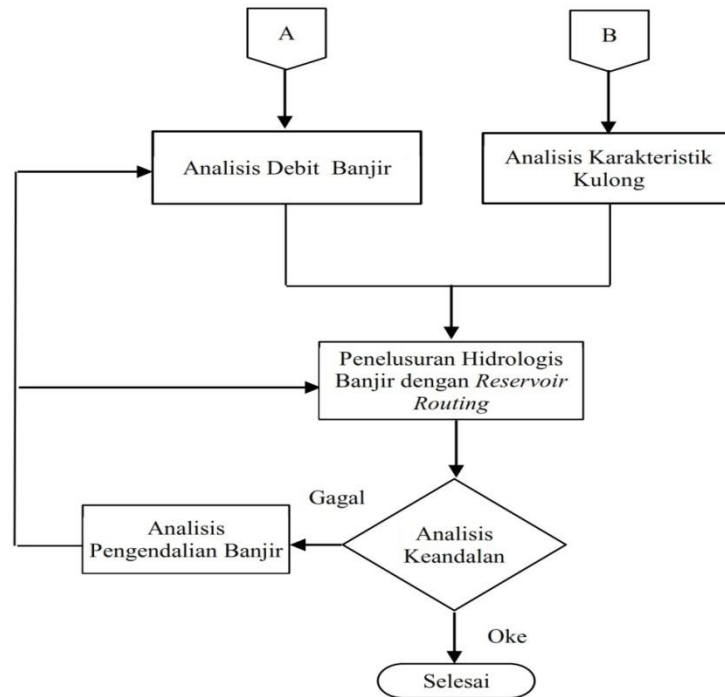 A
B
Analisis Debit Banjir
Analisis Karakteristik
Kulong
Penelusuran Hidrologis
Banjir dengan Reservoir
Routing
Gagal
Analisis
Pengendalian Banjir
Analisis
Keandalan
Oke
Selesai